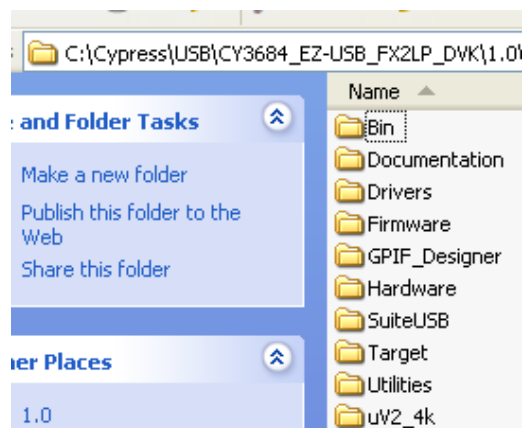 C:\Cypress\USB\CY3684_EZ-USB_FX2LP_DVK\1.0\
Name
and Folder Tasks
Make a new folder
Publish this folder to the
Web
Share this folder
Places
1.0
Bin
Documentation
Drivers
Firmware
GPIF_Designer
Hardware
SuiteUSB
Target
Utilities
uV2_4k